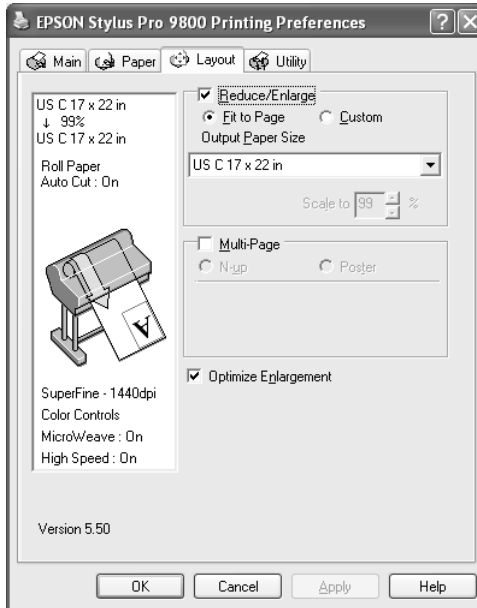 EPSON Stylus Pro 9800 Printing Preferences
Main
Paper
Layout
Utility
US C 17 x 22 in
↓ 99%
US C 17 x 22 in
Roll Paper
Auto Cut : On
A
SuperFine - 1440dpi
Color Controls
MicroWeave : On
High Speed : On
Version 5.50
Reduce/Enlarge
Fit to Page
Custom
Output Paper Size
US C 17 x 22 in
Scale to 99 %
Multi-Page
N-up
Poster
Optimize Enlargement
OK
Cancel
Apply
Help